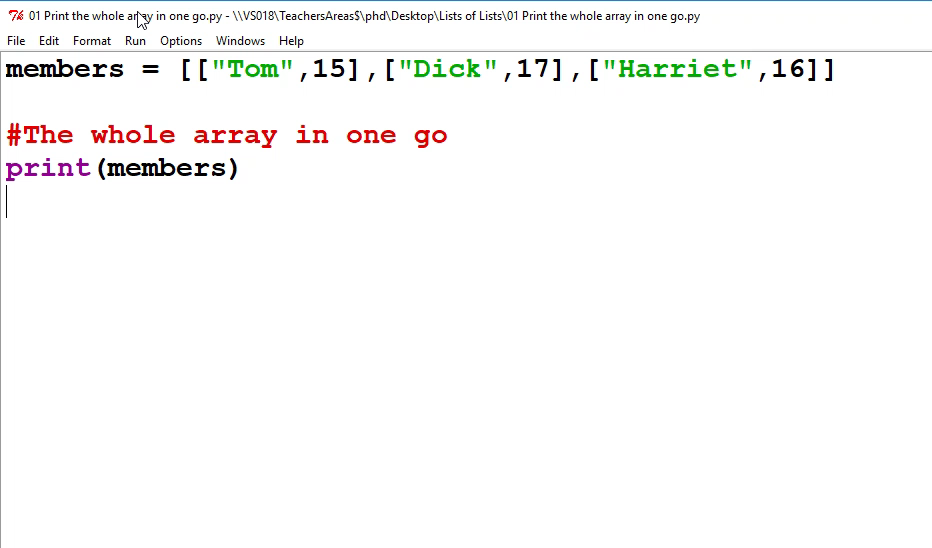 01 Print the whole array in one go.py - \\VS018\TeachersAreas$\phd\Desktop\Lists of Lists\01 Print the whole array in one go.py
File Edit Format Run Options Windows Help
members = [["Tom",15],["Dick",17],["Harriet",16]]
#The whole array in one go
print(members)